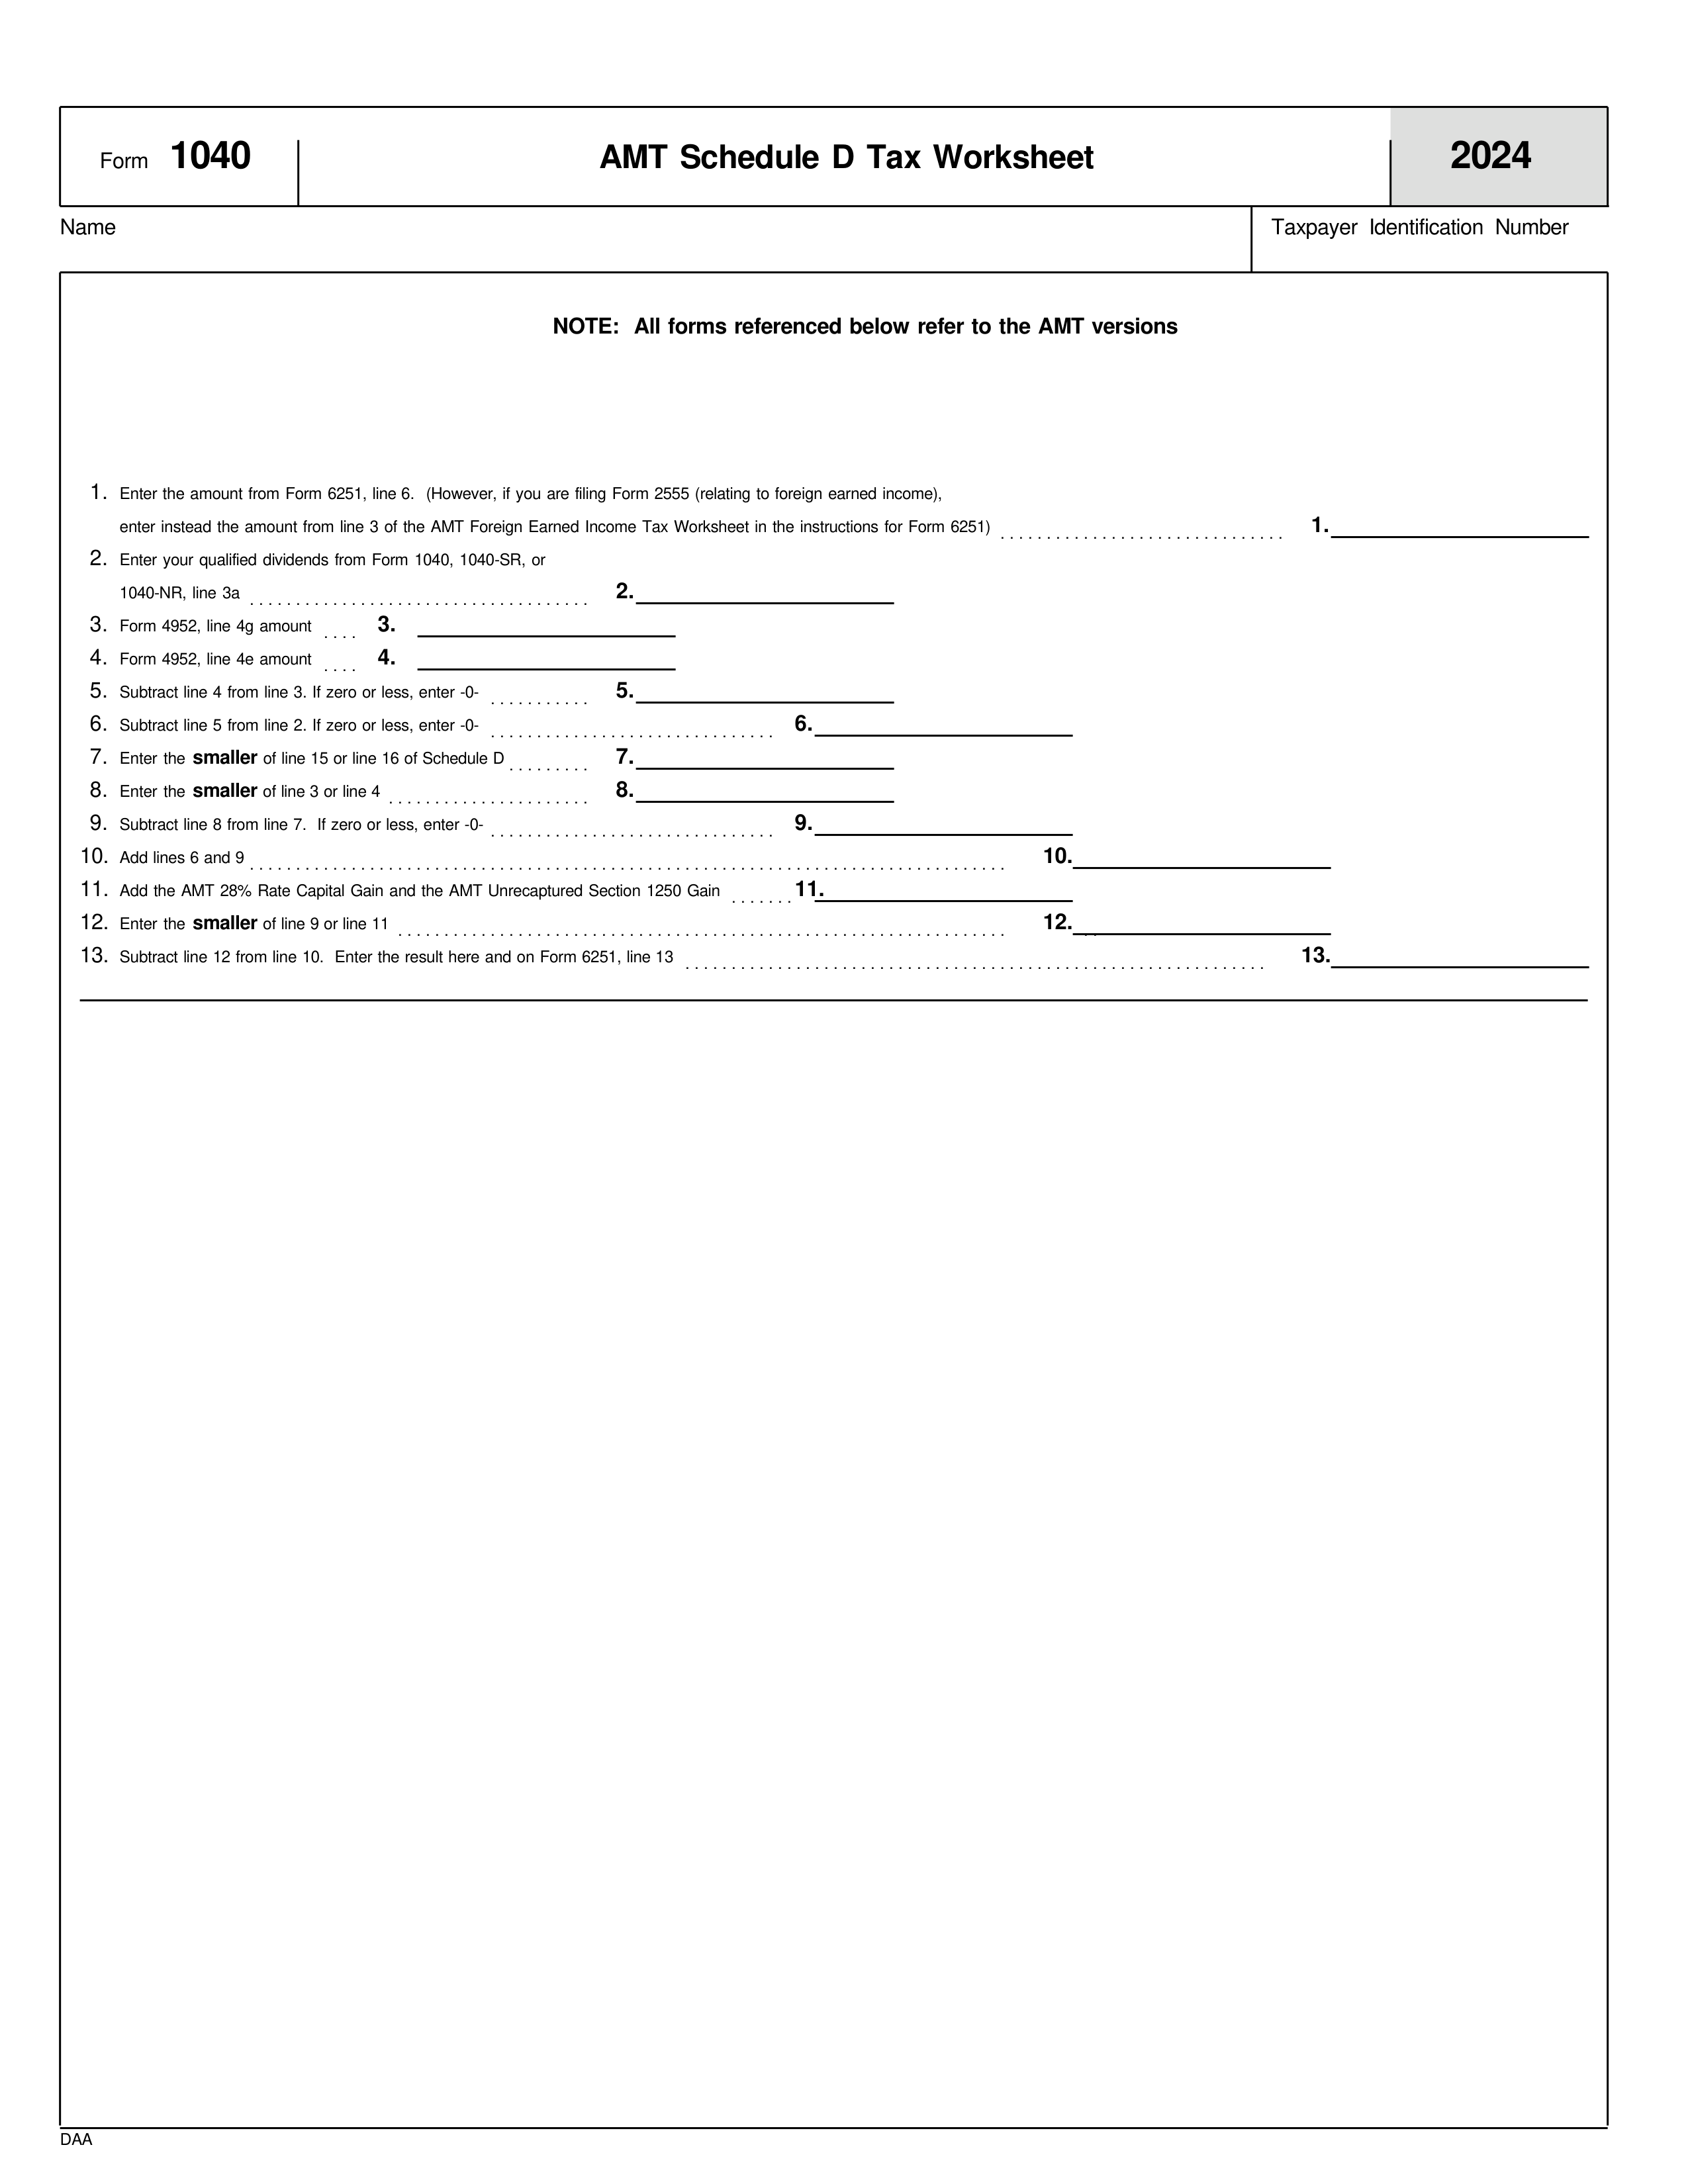 Form 1040 AMT Schedule D Tax Worksheet 2024
Name Taxpayer Identification Number
NOTE: All forms referenced below refer to the AMT versions
1. Enter the amount from Form 6251, line 6. (However, if you are filing Form 2555 (relating to foreign earned income),
enter instead the amount from line 3 of the AMT Foreign Earned Income Tax Worksheet in the instructions for Form 6251) 1.
2. Enter your qualified dividends from Form 1040, 1040-SR, or
1040-NR, line 3a 2.
3. Form 4952, line 4g amount 3.
4. Form 4952, line 4e amount 4.
5. Subtract line 4 from line 3. If zero or less, enter -0- 5.
6. Subtract line 5 from line 2. If zero or less, enter -0- 6.
7. Enter the smaller of line 15 or line 16 of Schedule D 7.
8. Enter the smaller of line 3 or line 4 8.
9. Subtract line 8 from line 7. If zero or less, enter -0- 9.
10. Add lines 6 and 9 10.
11. Add the AMT 28% Rate Capital Gain and the AMT Unrecaptured Section 1250 Gain 11.
12. Enter the smaller of line 9 or line 11 12.
13. Subtract line 12 from line 10. Enter the result here and on Form 6251, line 13 13.
DAA